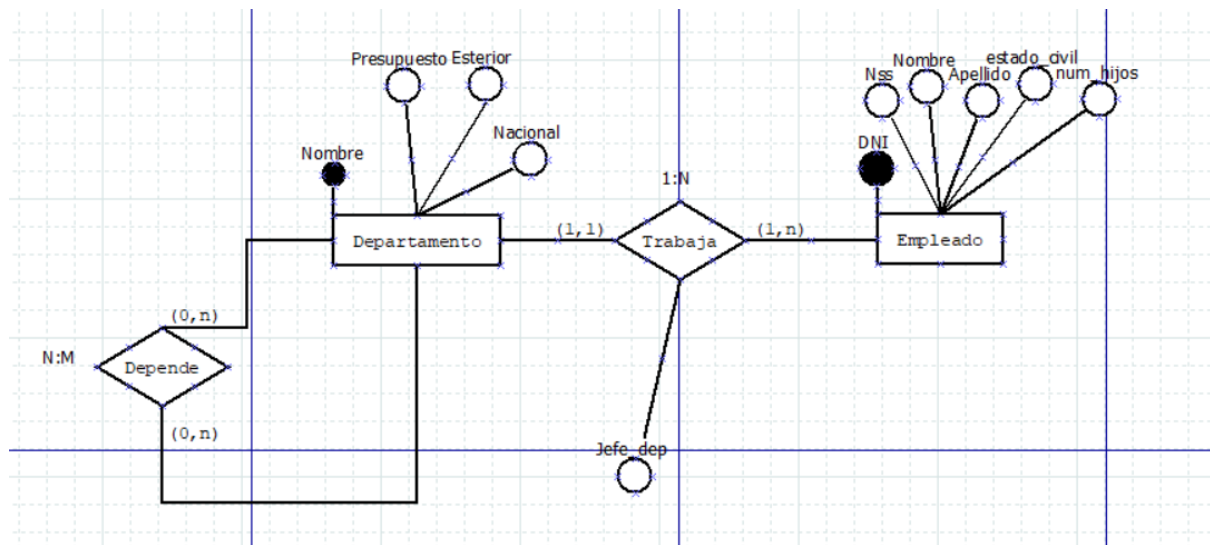 Presupuesto Esterior
Nacional
Nombre
Nss
Nombre
Apellido
estado_civil
num_hijos
DNI
1:N
Departamento
(1,1)
Trabaja
(1,n)
Empleado
(0,n)
N:M
Depende
(0,n)
Jefe_dep